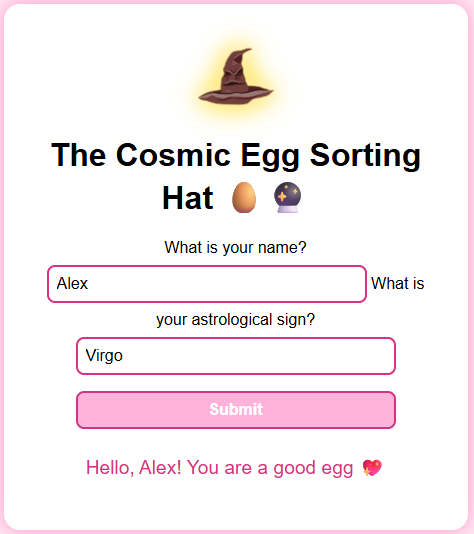 The Cosmic Egg Sorting
Hat 🥚 🔮
What is your name?
Alex What is
your astrological sign?
Virgo
Submit
Hello, Alex! You are a good egg 💖